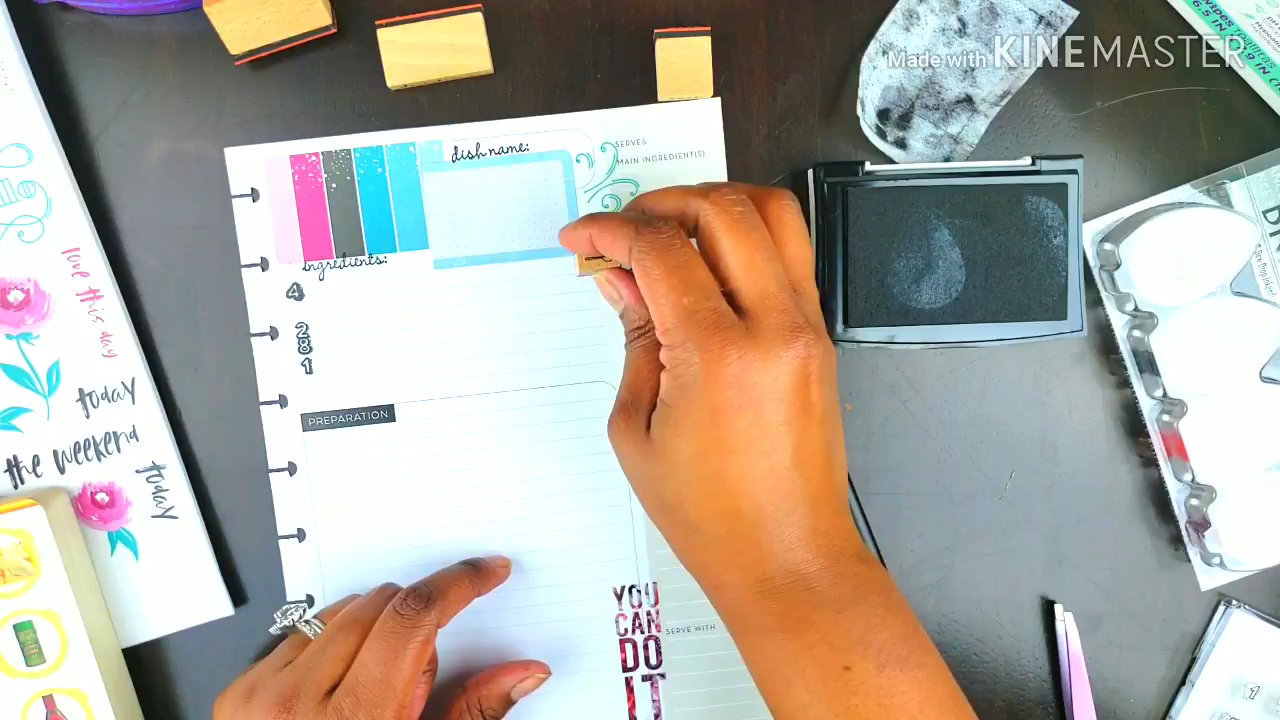 Made with KINEMASTER
dish name:
SERVES
MAIN INGREDIENT(S)
Ingredients:
4
2
8
1
PREPARATION
love this day
today
the weekend
today
YOU
CAN
DO
IT
SERVE WITH
1